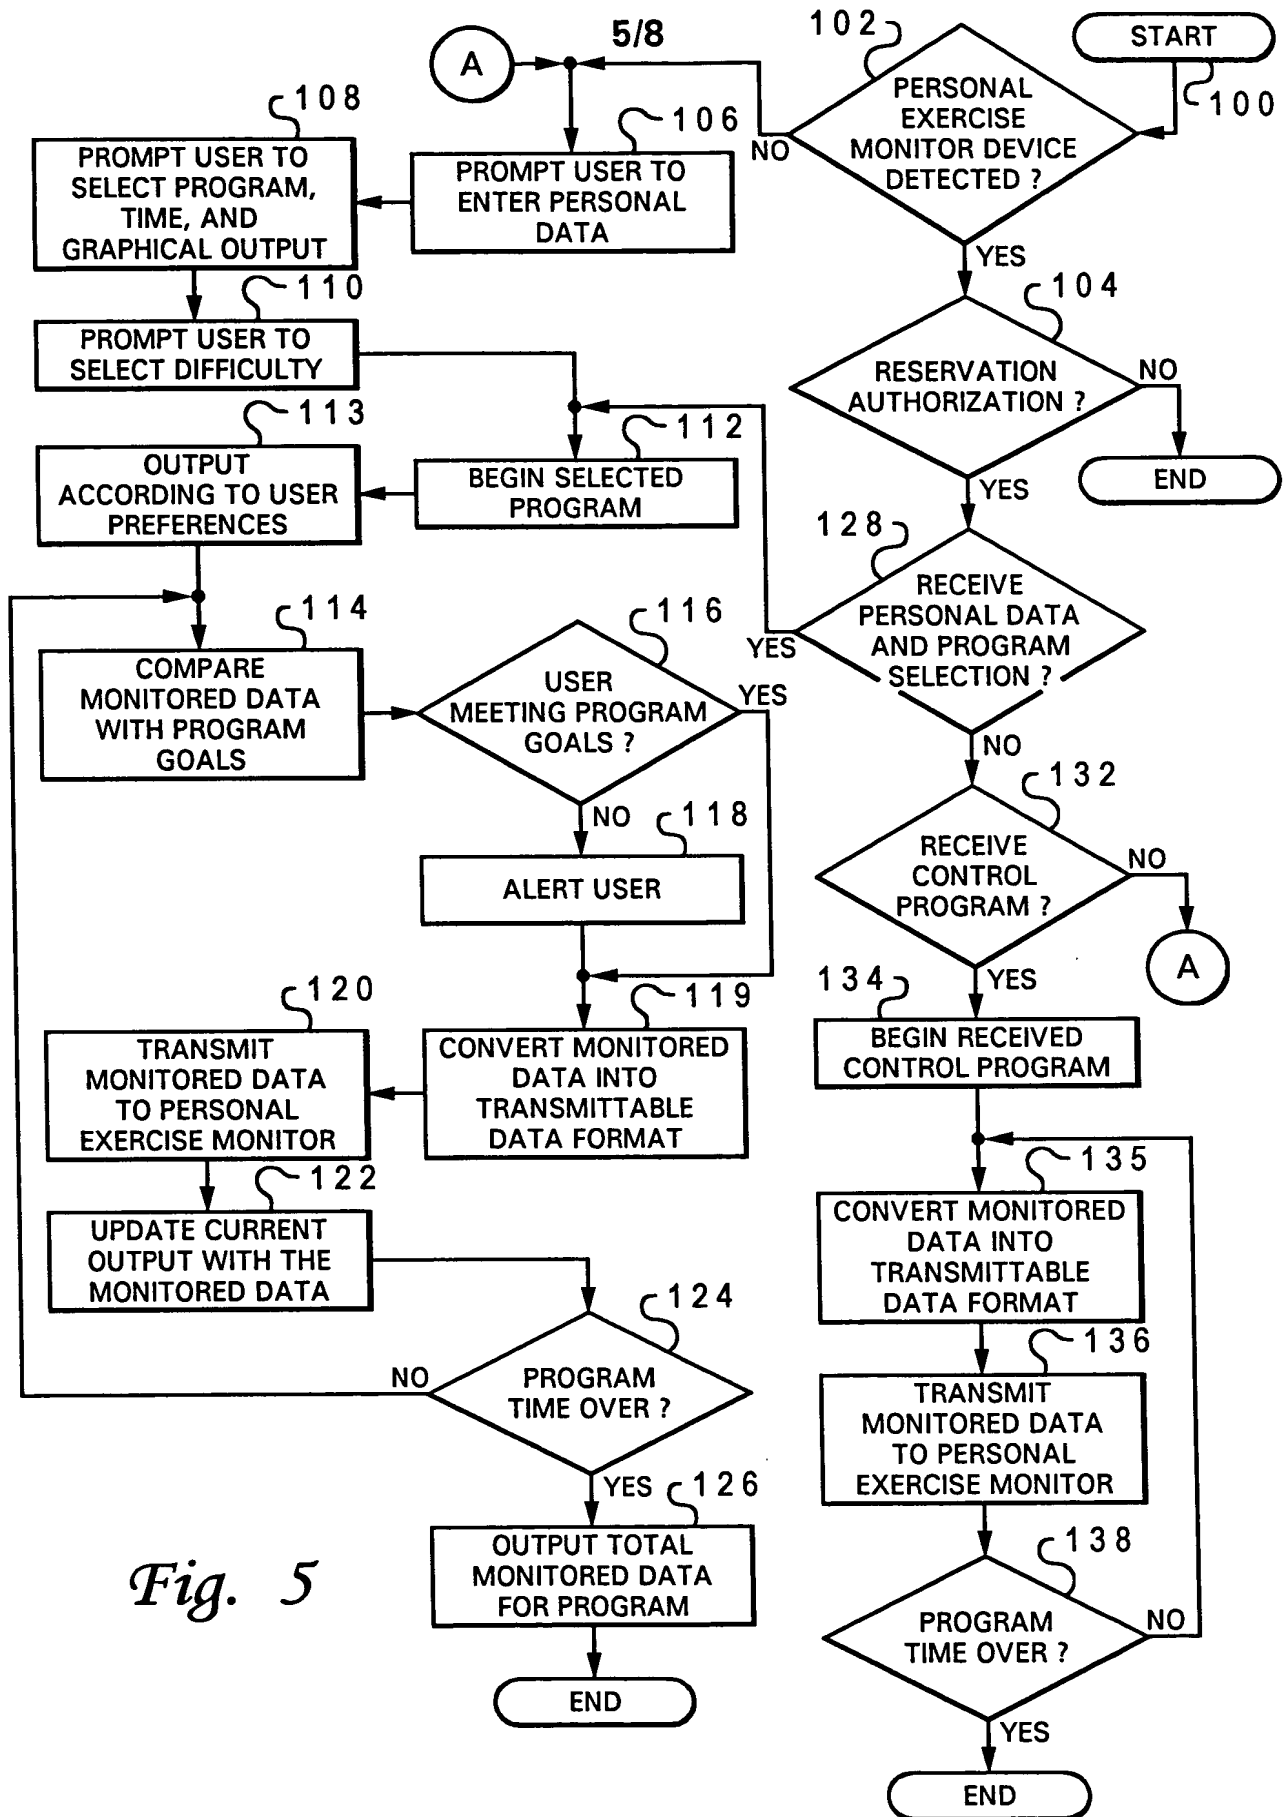 5/8
START
100
102
PERSONAL
EXERCISE
MONITOR DEVICE
DETECTED ?
NO
YES
A
106
PROMPT USER TO
ENTER PERSONAL
DATA
108
PROMPT USER TO
SELECT PROGRAM,
TIME, AND
GRAPHICAL OUTPUT
110
PROMPT USER TO
SELECT DIFFICULTY
104
RESERVATION
AUTHORIZATION ?
NO
END
YES
112
BEGIN SELECTED
PROGRAM
113
OUTPUT
ACCORDING TO USER
PREFERENCES
128
RECEIVE
PERSONAL DATA
AND PROGRAM
SELECTION ?
YES
NO
114
COMPARE
MONITORED DATA
WITH PROGRAM
GOALS
116
USER
MEETING PROGRAM
GOALS ?
YES
NO
118
ALERT USER
132
RECEIVE
CONTROL
PROGRAM ?
NO
A
YES
134
BEGIN RECEIVED
CONTROL PROGRAM
119
CONVERT MONITORED
DATA INTO
TRANSMITTABLE
DATA FORMAT
120
TRANSMIT
MONITORED DATA
TO PERSONAL
EXERCISE MONITOR
122
UPDATE CURRENT
OUTPUT WITH THE
MONITORED DATA
124
PROGRAM
TIME OVER ?
NO
YES
126
OUTPUT TOTAL
MONITORED DATA
FOR PROGRAM
END
135
CONVERT MONITORED
DATA INTO
TRANSMITTABLE
DATA FORMAT
136
TRANSMIT
MONITORED DATA
TO PERSONAL
EXERCISE MONITOR
138
PROGRAM
TIME OVER ?
NO
YES
END
Fig. 5